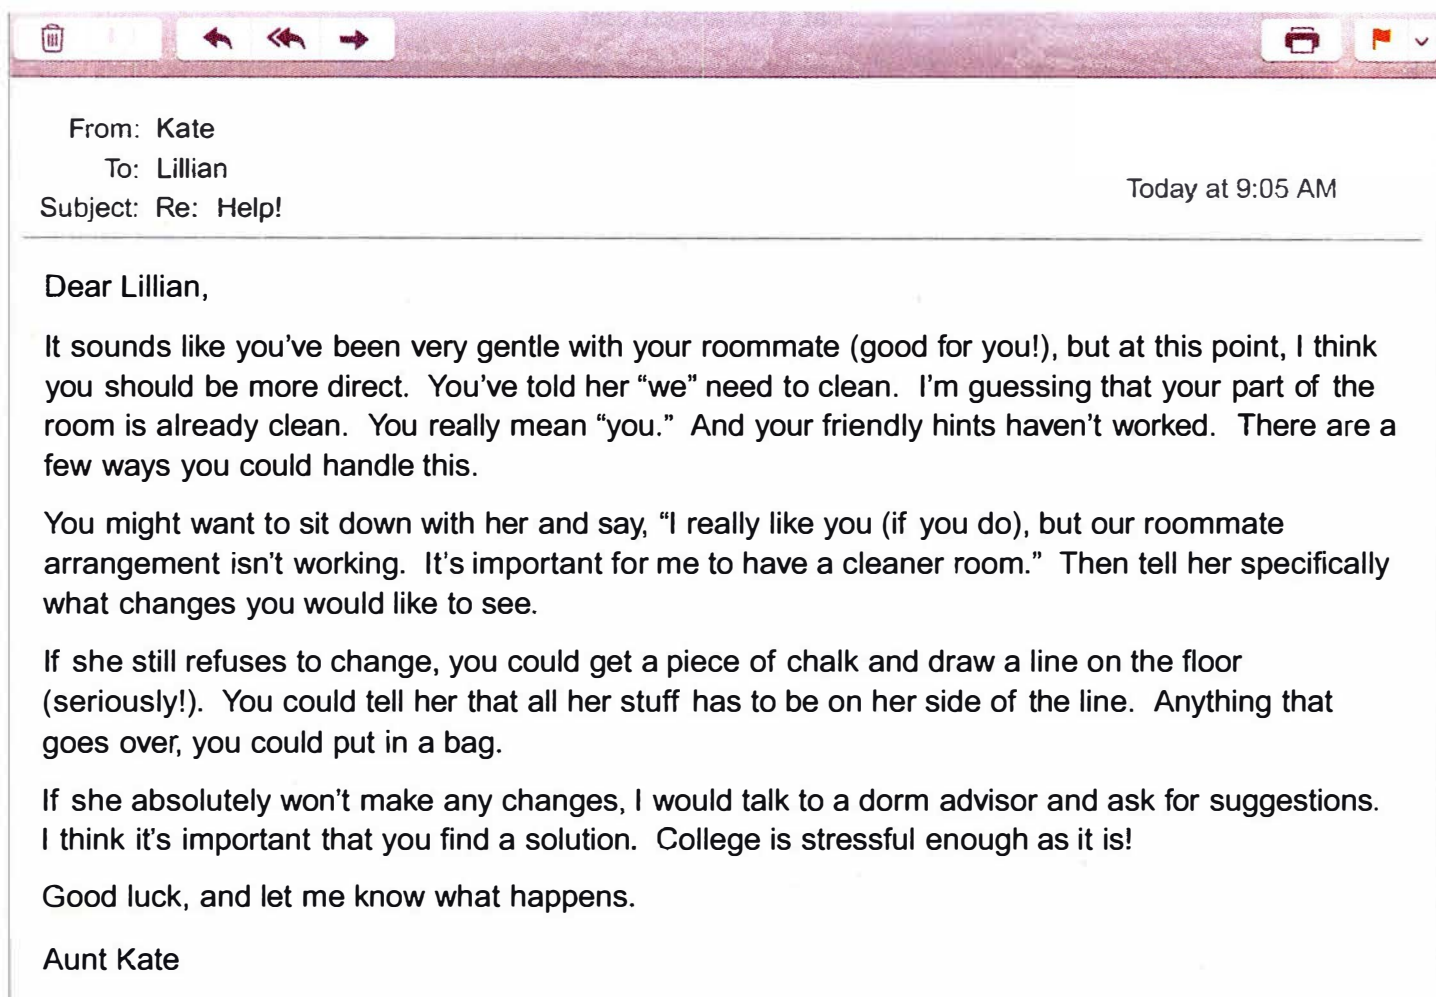 From: Kate
To: Lillian
Today at 9:05 AM
Subject: Re: Help!
Dear Lillian,
It sounds like you've been very gentle with your roommate (good for you!), but at this point, I think
you should be more direct. You've told her “we” need to clean. I'm guessing that your part of the
room is already clean. You really mean “you.” And your friendly hints haven't worked. There are a
few ways you could handle this.
You might want to sit down with her and say, “I really like you (if you do), but our roommate
arrangement isn't working. It's important for me to have a cleaner room.” Then tell her specifically
what changes you would like to see.
If she still refuses to change, you could get a piece of chalk and draw a line on the floor
(seriously!). You could tell her that all her stuff has to be on her side of the line. Anything that
goes over, you could put in a bag.
If she absolutely won't make any changes, I would talk to a dorm advisor and ask for suggestions.
I think it's important that you find a solution. College is stressful enough as it is!
Good luck, and let me know what happens.
Aunt Kate